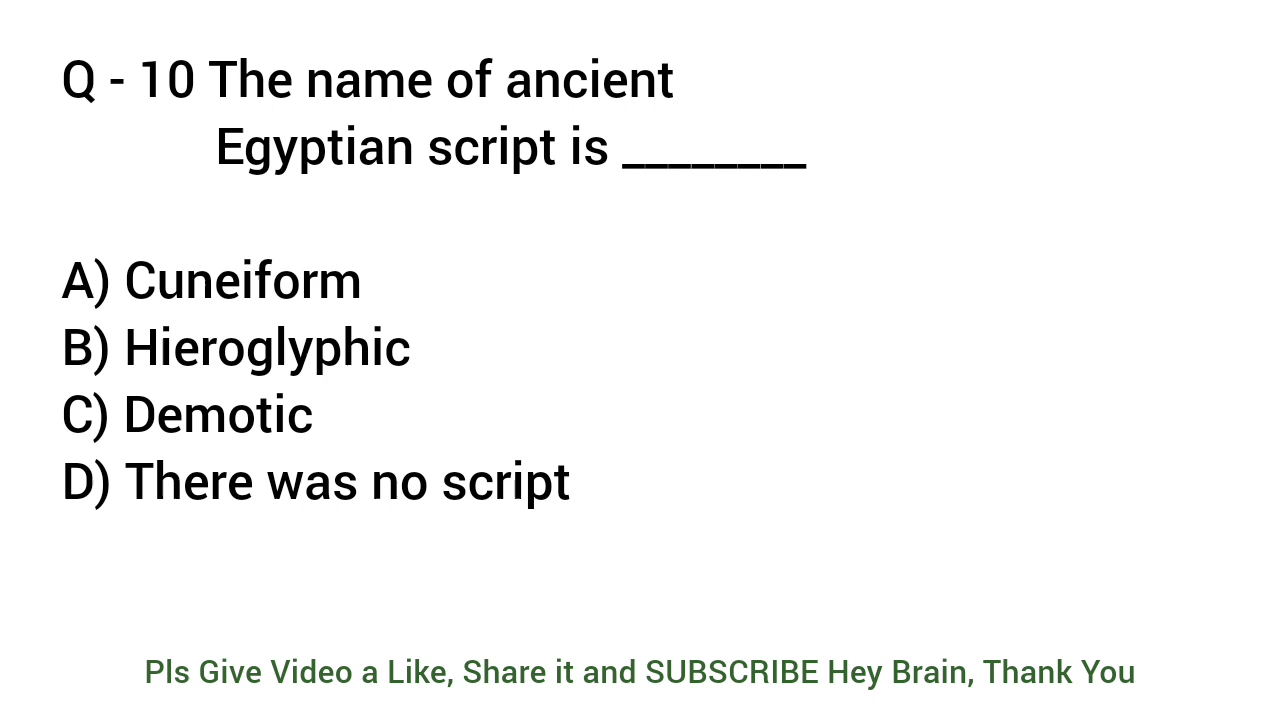 Q - 10 The name of ancient
Egyptian script is ________
A) Cuneiform
B) Hieroglyphic
C) Demotic
D) There was no script
Pls Give Video a Like, Share it and SUBSCRIBE Hey Brain, Thank You